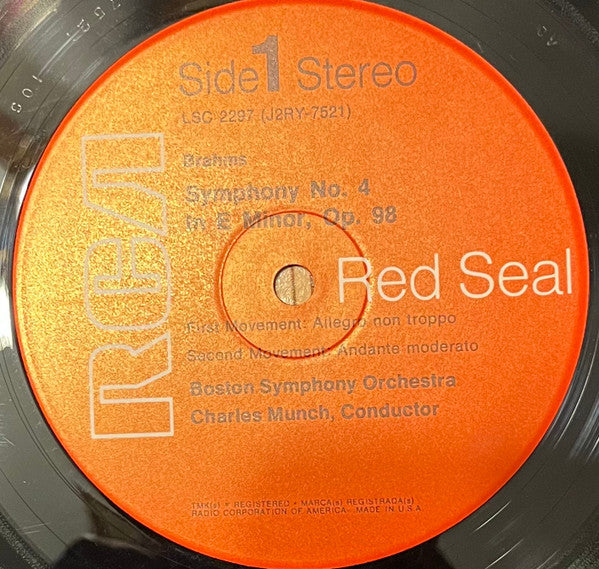 Side 1 Stereo
LSC 2297 (J2RY-7521)
Brahms
Symphony No. 4
in E Minor, Op. 98
RCA
Red Seal
First Movement: Allegro non troppo
Second Movement: Andante moderato
Boston Symphony Orchestra
Charles Munch, Conductor
TMK(s) • REGISTERED • MARCA(s) REGISTRADA(s)
RADIO CORPORATION OF AMERICA- MADE IN U.S.A.